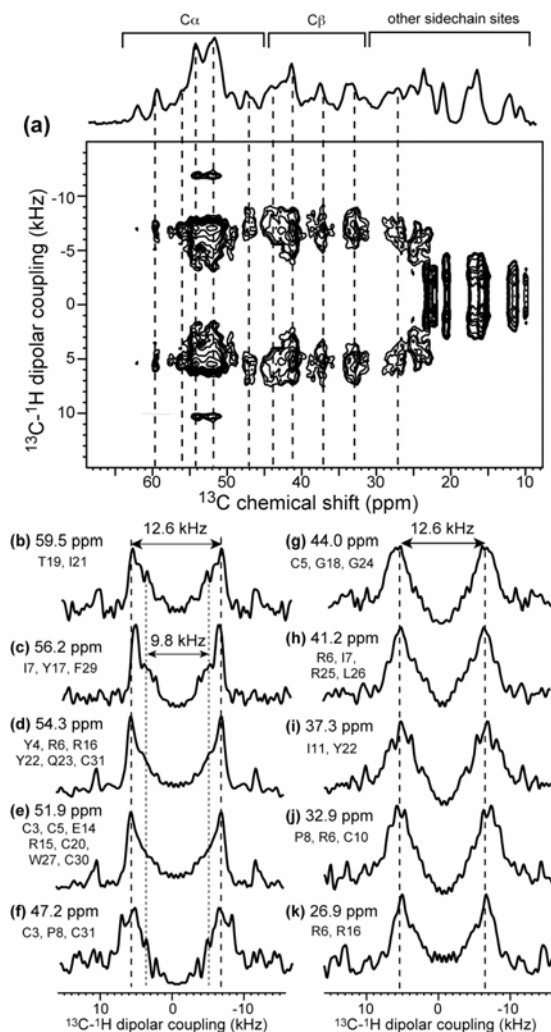 Cα
Cβ
other sidechain sites
(a)
-10
-5
0
5
10
13C-1H dipolar coupling (kHz)
60
50
40
30
20
10
13C chemical shift (ppm)
(b) 59.5 ppm
T19, I21
12.6 kHz
(c) 56.2 ppm
I7, Y17, F29
9.8 kHz
(d) 54.3 ppm
Y4, R6, R16
Y22, Q23, C31
(e) 51.9 ppm
C3, C5, E14
R15, C20,
W27, C30
(f) 47.2 ppm
C3, P8, C31
10 0 -10
13C-1H dipolar coupling (kHz)
(g) 44.0 ppm
C5, G18, G24
12.6 kHz
(h) 41.2 ppm
R6, I7,
R25, L26
(i) 37.3 ppm
I11, Y22
(j) 32.9 ppm
P8, R6, C10
(k) 26.9 ppm
R6, R16
10 0 -10
13C-1H dipolar coupling (kHz)